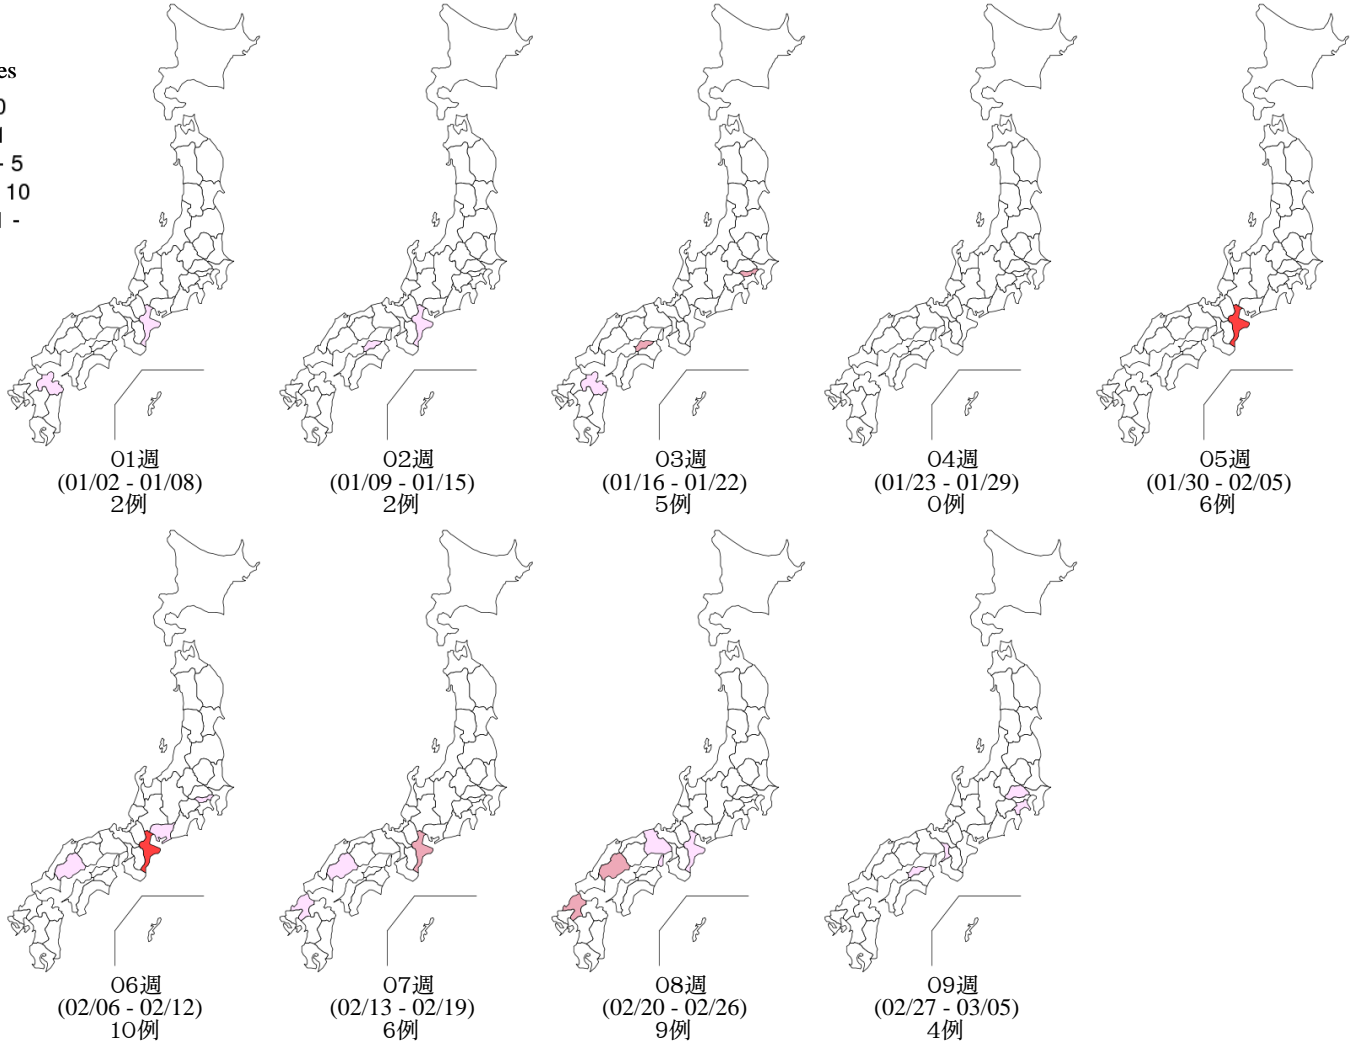 es
0
1
- 5
10
-
01週
(01/02 - 01/08)
2例
02週
(01/09 - 01/15)
2例
03週
(01/16 - 01/22)
5例
04週
(01/23 - 01/29)
0例
05週
(01/30 - 02/05)
6例
06週
(02/06 - 02/12)
10例
07週
(02/13 - 02/19)
6例
08週
(02/20 - 02/26)
9例
09週
(02/27 - 03/05)
4例